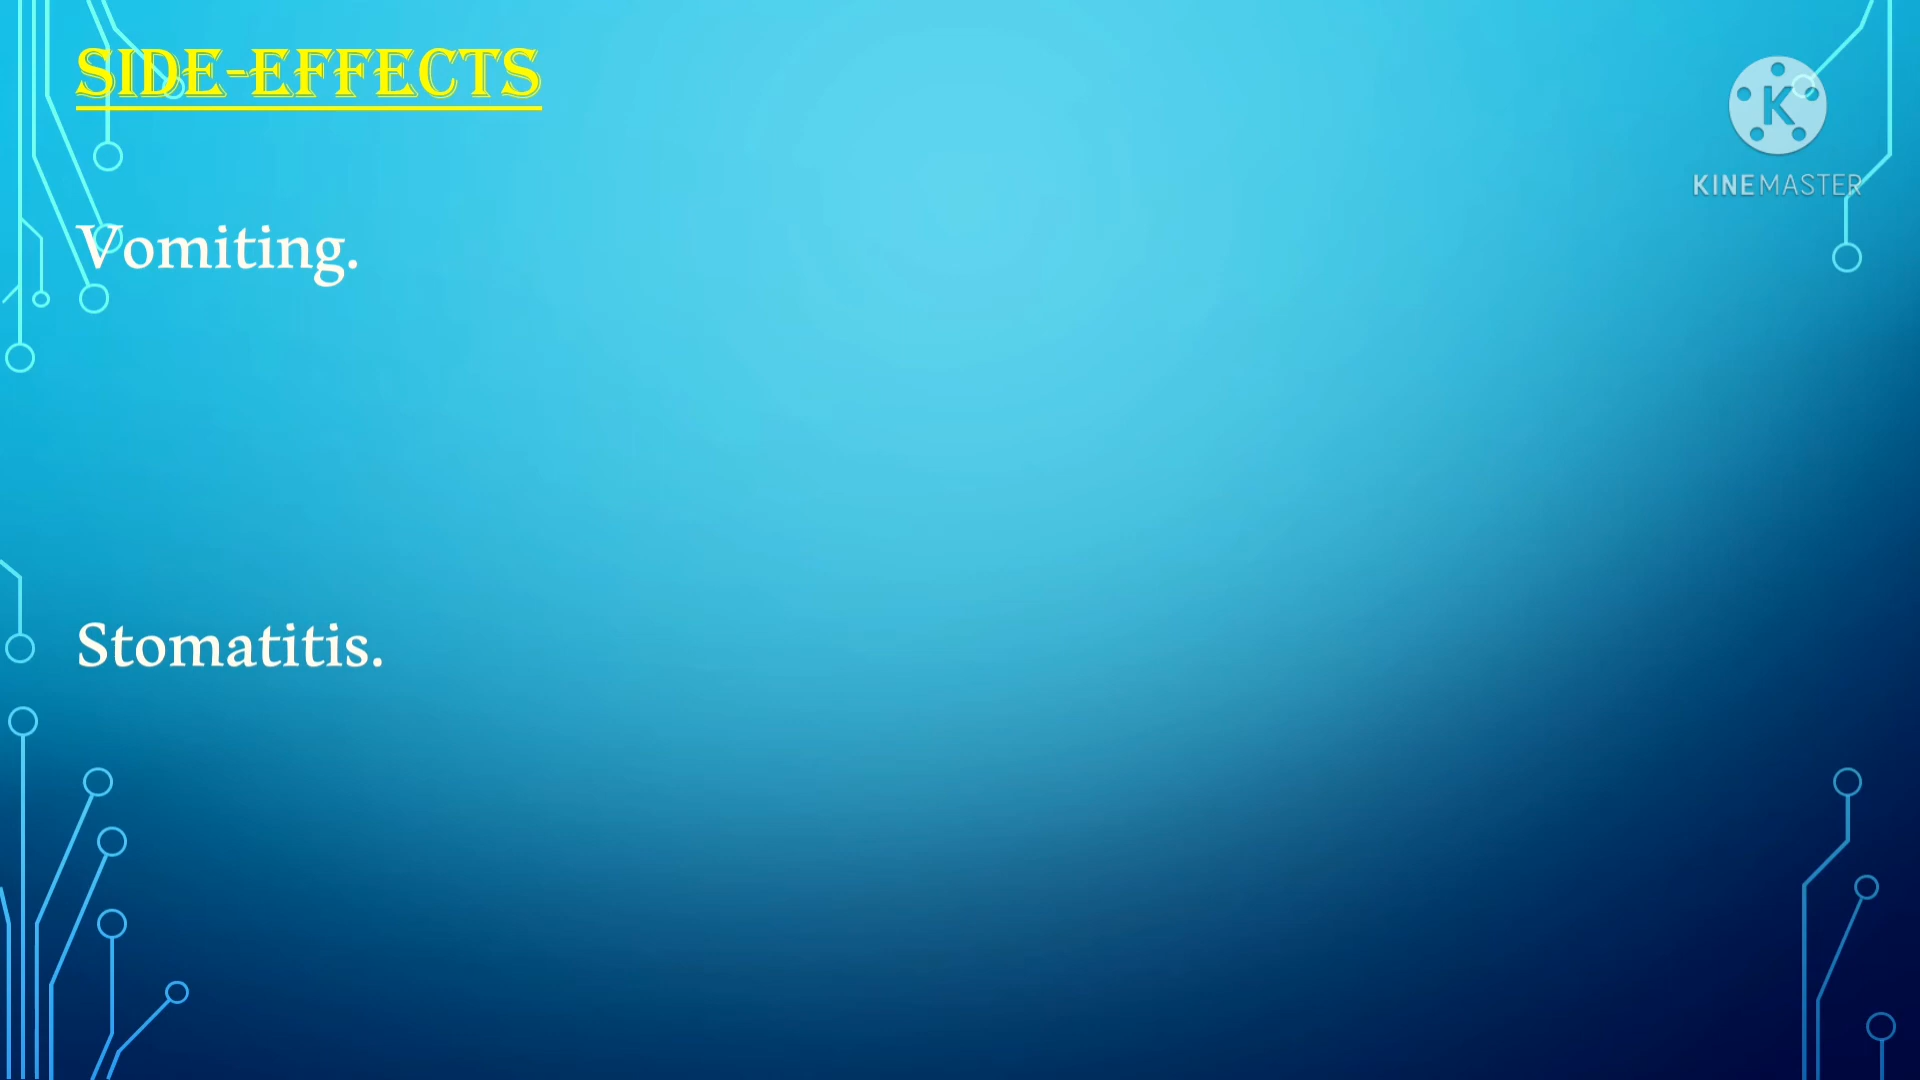 SIDE-EFFECTS
K
KINEMASTER
Vomiting.
Stomatitis.